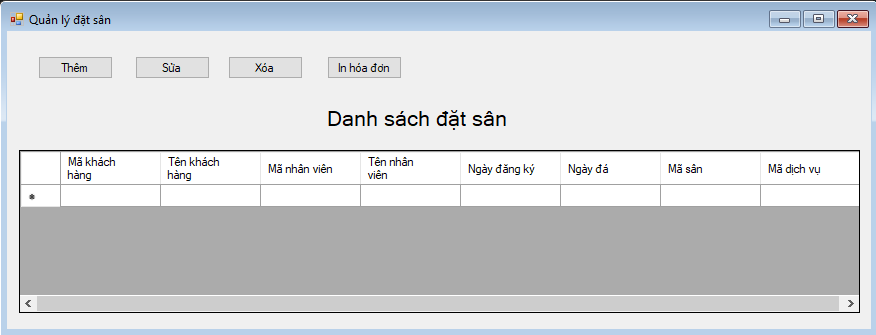 Quản lý đặt sân
Thêm Sửa Xóa In hóa đơn
Danh sách đặt sân
Mã khách hàng Tên khách hàng Mã nhân viên Tên nhân viên Ngày đăng ký Ngày đá Mã sân Mã dịch vụ